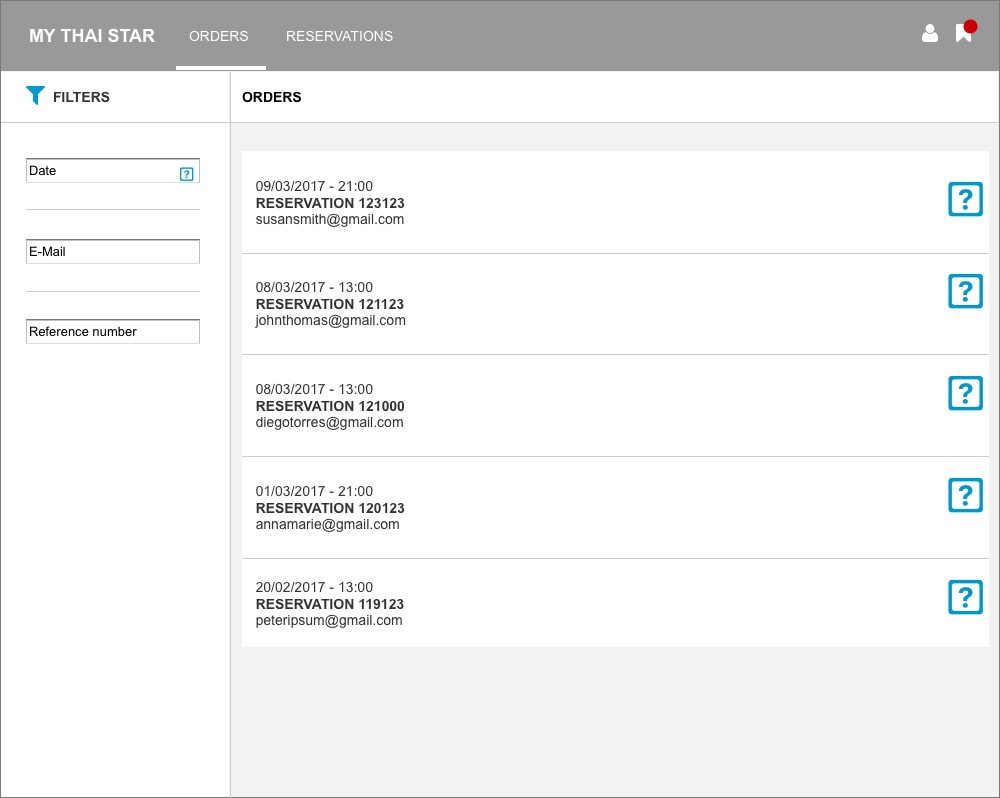 MY THAI STAR
ORDERS
RESERVATIONS
FILTERS
ORDERS
Date
?
E-Mail
Reference number
09/03/2017 - 21:00
RESERVATION 123123
susansmith@gmail.com
?
08/03/2017 - 13:00
RESERVATION 121123
johnthomas@gmail.com
?
08/03/2017 - 13:00
RESERVATION 121000
diegotorres@gmail.com
?
01/03/2017 - 21:00
RESERVATION 120123
annamarie@gmail.com
?
20/02/2017 - 13:00
RESERVATION 119123
peteripsum@gmail.com
?